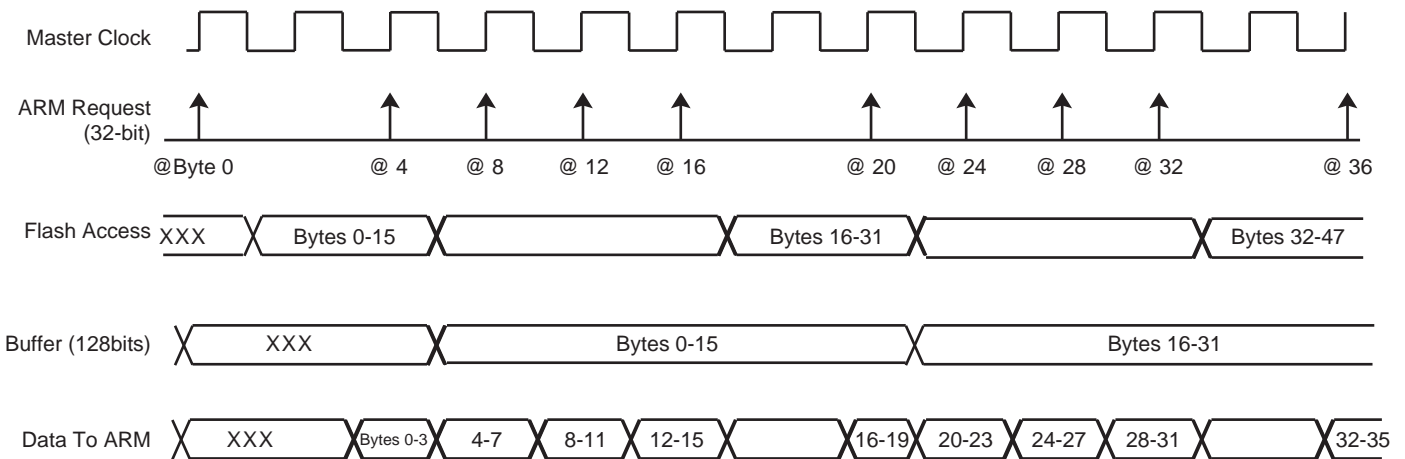 Master Clock
ARM Request
(32-bit)
@Byte 0 @ 4 @ 8 @ 12 @ 16 @ 20 @ 24 @ 28 @ 32 @ 36
Flash Access XXX Bytes 0-15 Bytes 16-31 Bytes 32-47
Buffer (128bits) XXX Bytes 0-15 Bytes 16-31
Data To ARM XXX Bytes 0-3 4-7 8-11 12-15 16-19 20-23 24-27 28-31 32-35